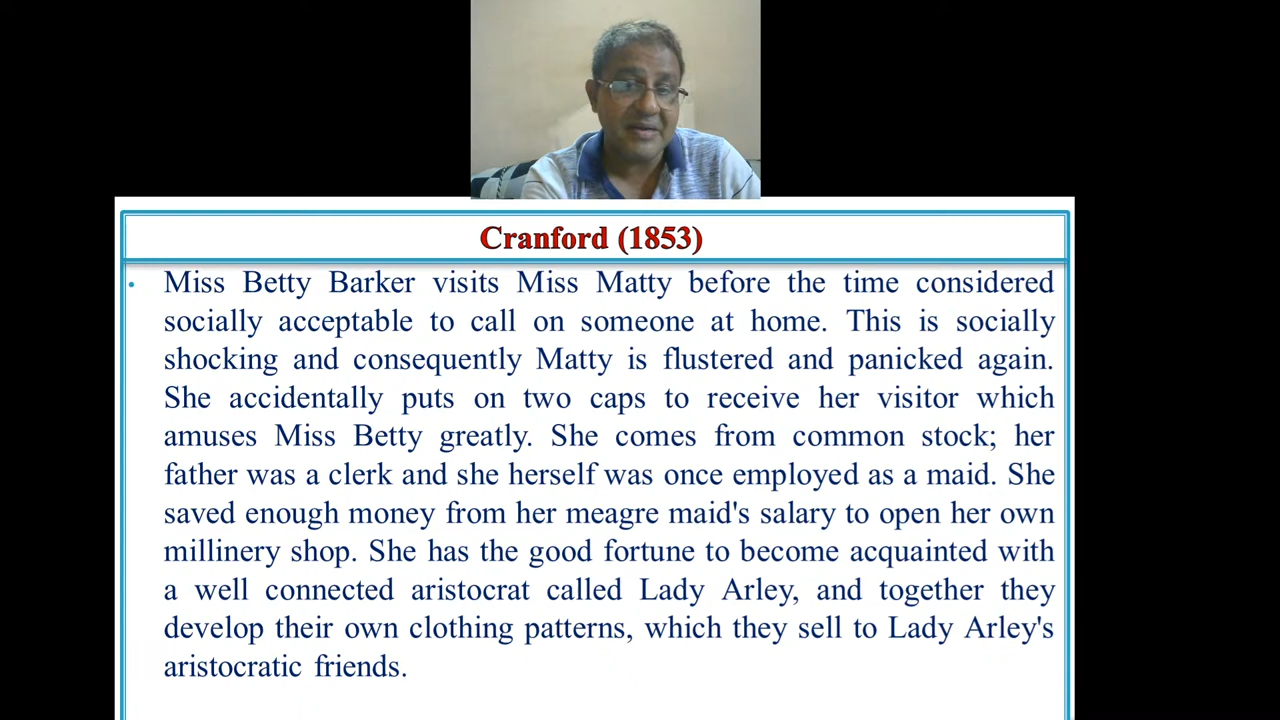 Cranford (1853)
• Miss Betty Barker visits Miss Matty before the time considered
socially acceptable to call on someone at home. This is socially
shocking and consequently Matty is flustered and panicked again.
She accidentally puts on two caps to receive her visitor which
amuses Miss Betty greatly. She comes from common stock; her
father was a clerk and she herself was once employed as a maid. She
saved enough money from her meagre maid's salary to open her own
millinery shop. She has the good fortune to become acquainted with
a well connected aristocrat called Lady Arley, and together they
develop their own clothing patterns, which they sell to Lady Arley's
aristocratic friends.